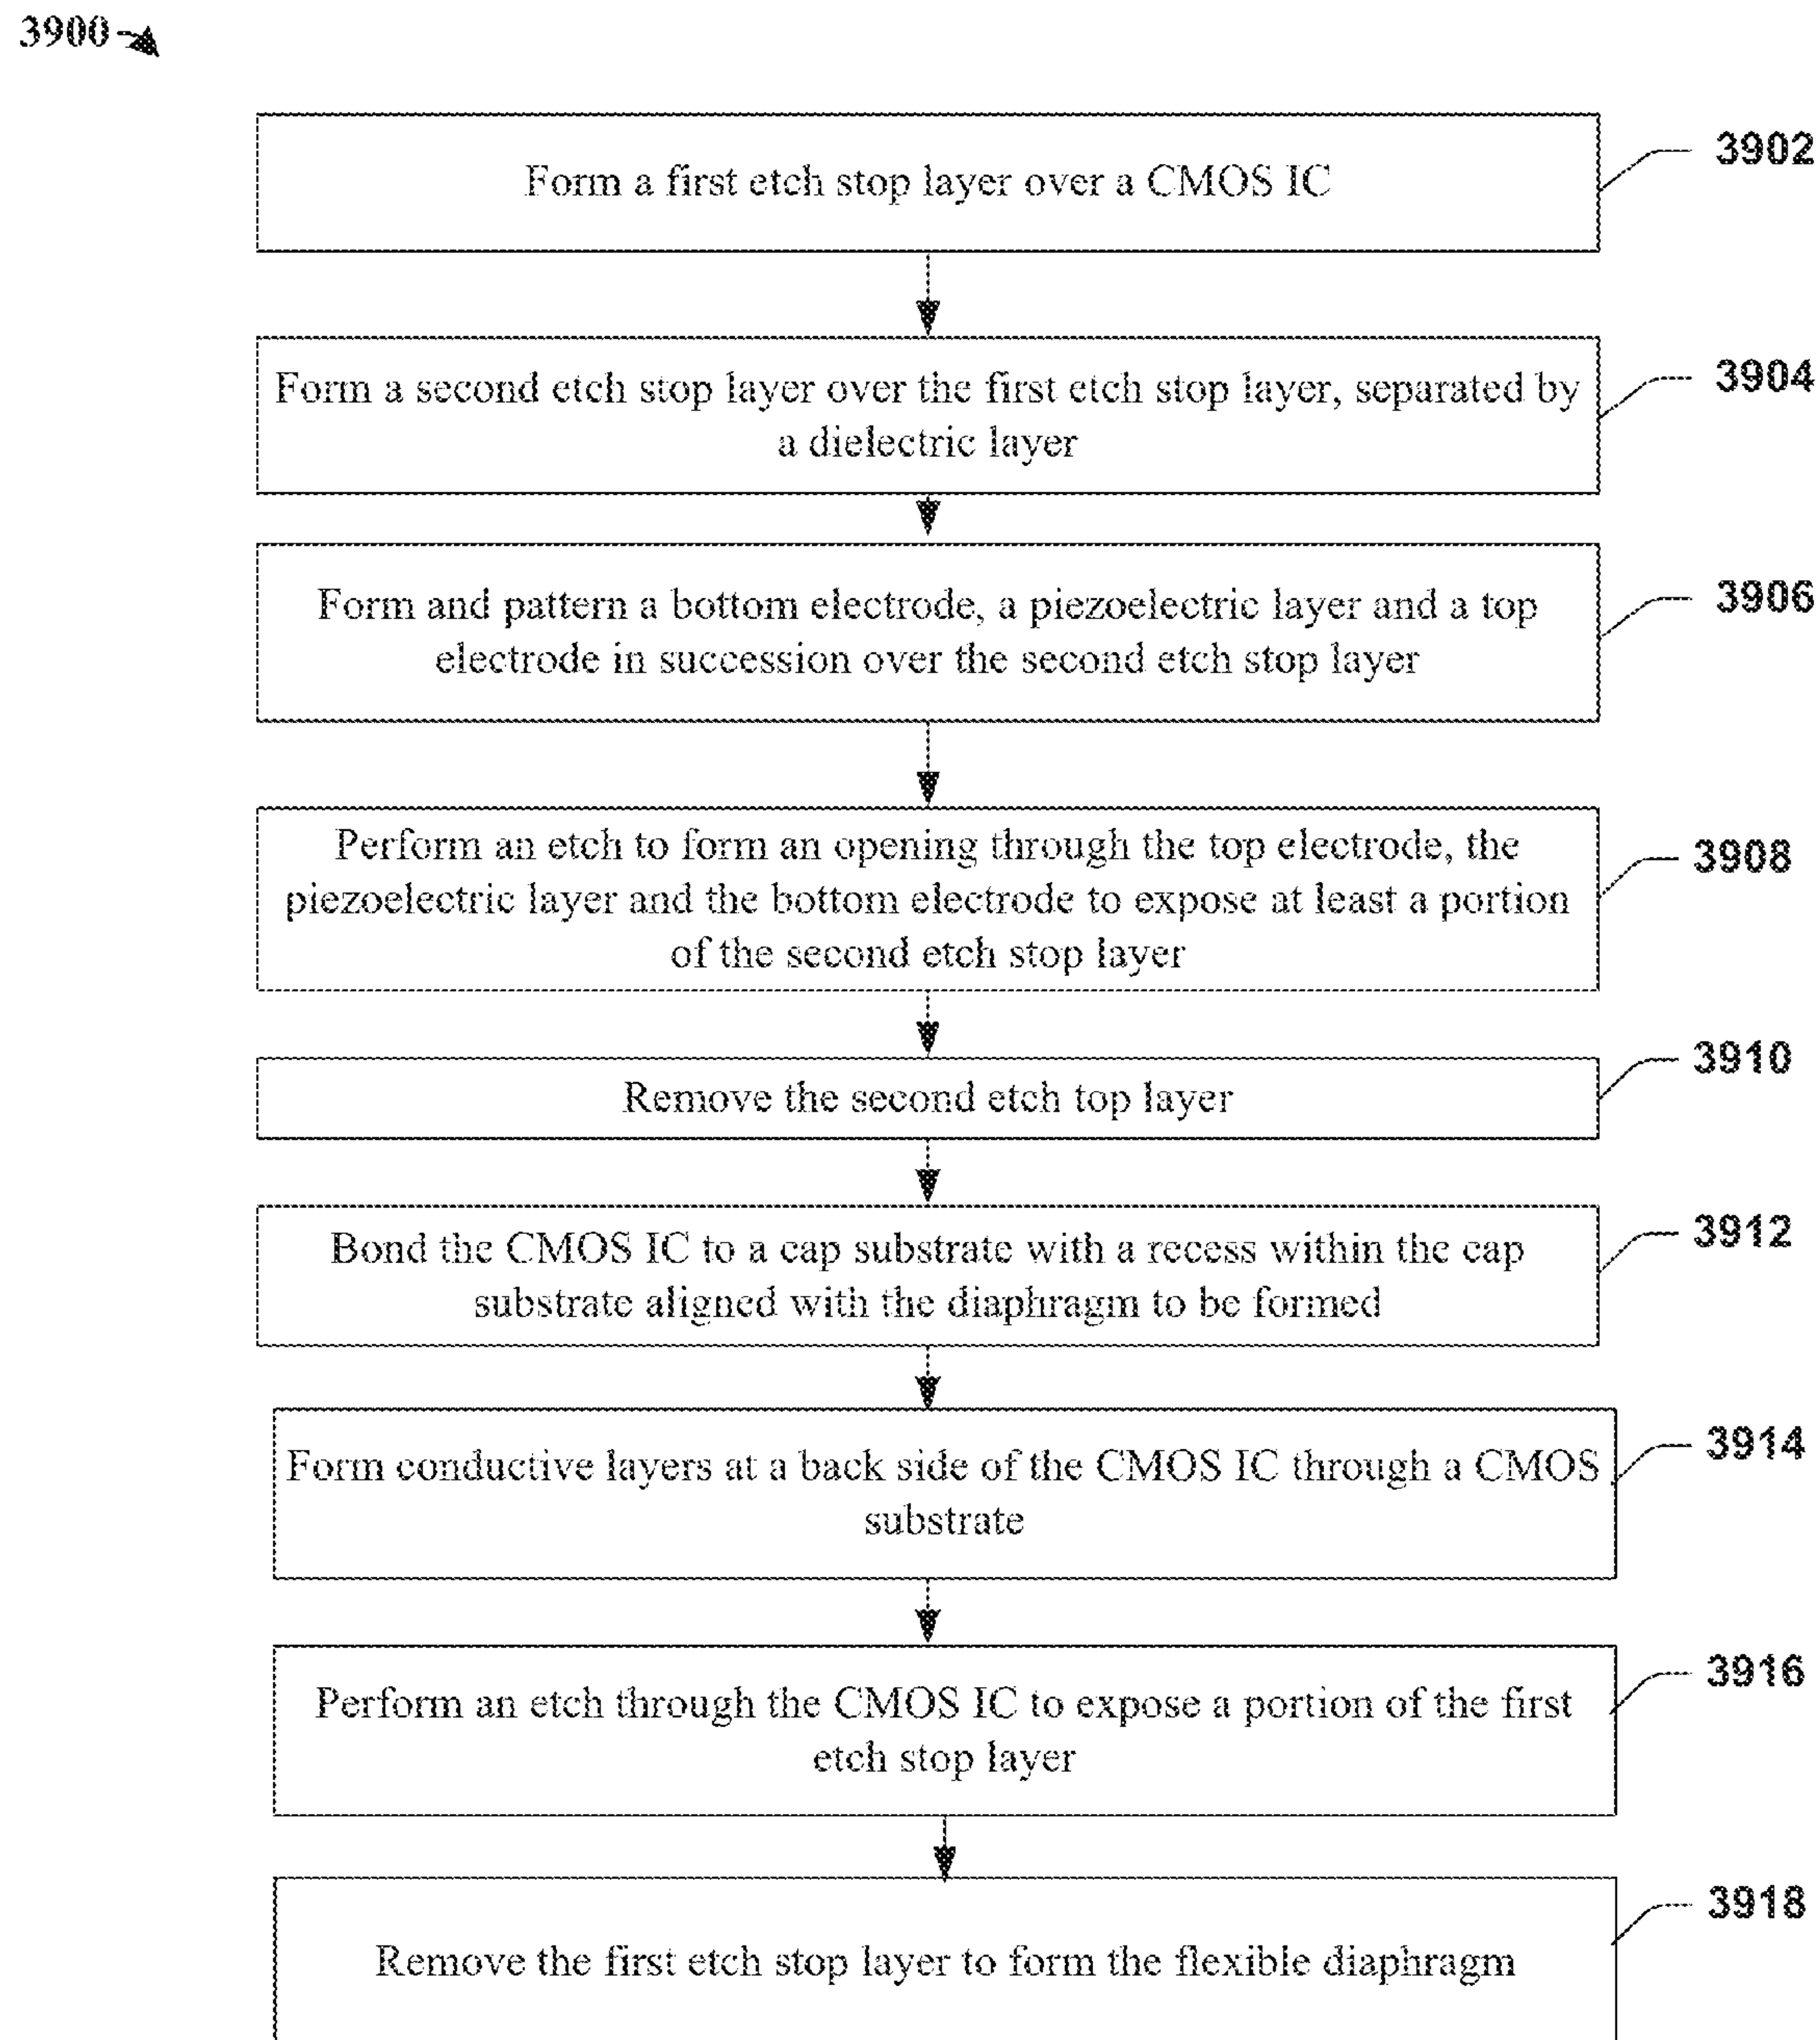 3900
Form a first etch stop layer over a CMOS IC
3902
Form a second etch stop layer over the first etch stop layer, separated by
a dielectric layer
3904
Form and pattern a bottom electrode, a piezoelectric layer and a top
electrode in succession over the second etch stop layer
3906
Perform an etch to form an opening through the top electrode, the
piezoelectric layer and the bottom electrode to expose at least a portion
of the second etch stop layer
3908
Remove the second etch top layer
3910
Bond the CMOS IC to a cap substrate with a recess within the cap
substrate aligned with the diaphragm to be formed
3912
Form conductive layers at a back side of the CMOS IC through a CMOS
substrate
3914
Perform an etch through the CMOS IC to expose a portion of the first
etch stop layer
3916
Remove the first etch stop layer to form the flexible diaphragm
3918